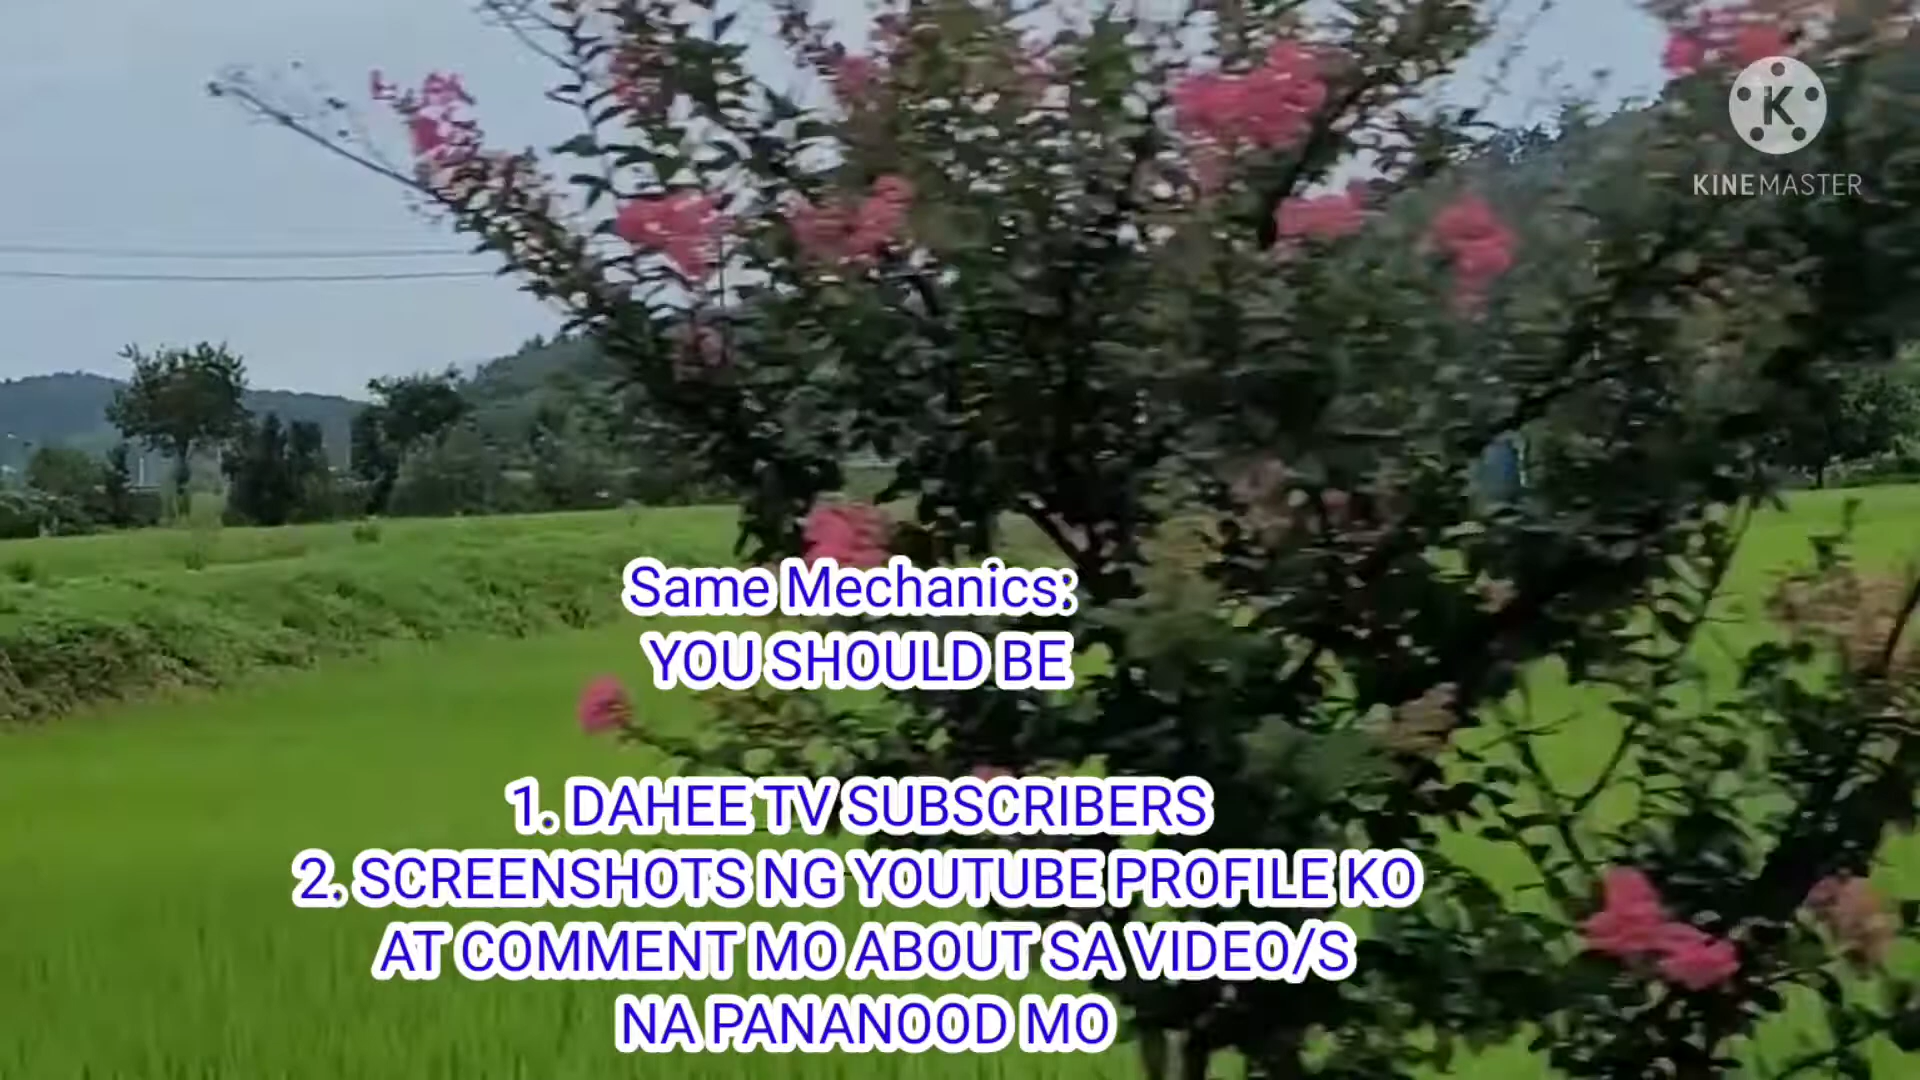 K
KINEMASTER
Same Mechanics:
YOU SHOULD BE
1. DAHEE TV SUBSCRIBERS
2. SCREENSHOTS NG YOUTUBE PROFILE KO
AT COMMENT MO ABOUT SA VIDEO/S
NA PANANOOD MO